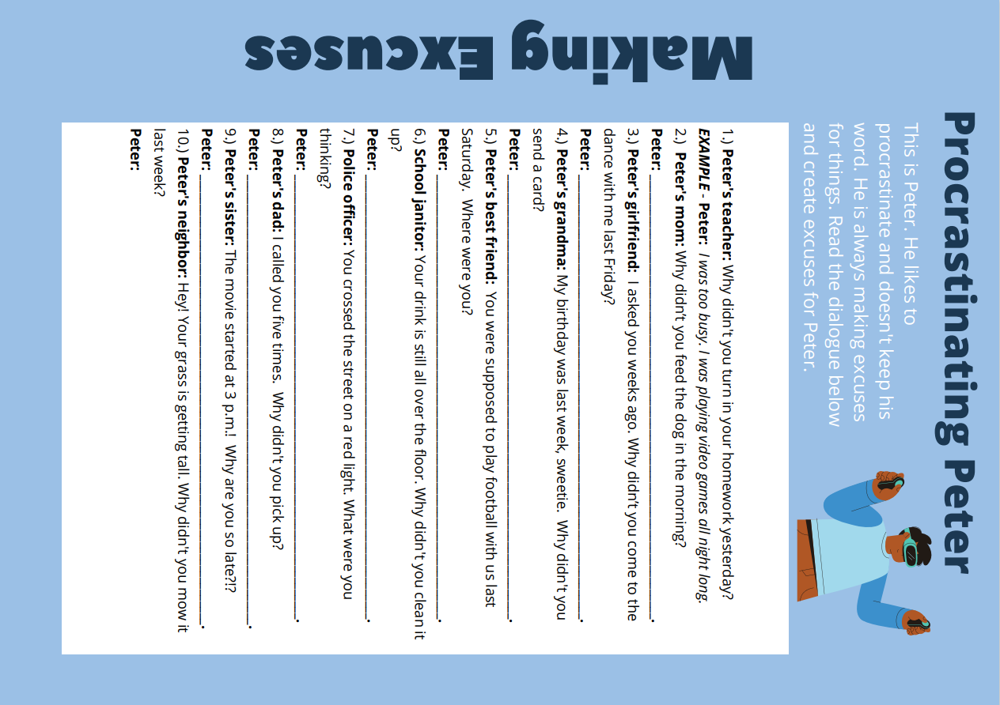 Making Excuses
Procrastinating Peter
This is Peter. He likes to
procrastinate and doesn't keep his
word. He is always making excuses
for things. Read the dialogue below
and create excuses for Peter.
1.) Peter's teacher: Why didn't you turn in your homework yesterday?
EXAMPLE - Peter: I was too busy. I was playing video games all night long.
2.) Peter's mom: Why didn't you feed the dog in the morning?
Peter: ______________________________.
3.) Peter's girlfriend: I asked you weeks ago. Why didn't you come to the
dance with me last Friday?
Peter: ______________________________.
4.) Peter's grandma: My birthday was last week, sweetie. Why didn't you
send a card?
Peter: ______________________________.
5.) Peter's best friend: You were supposed to play football with us last
Saturday. Where were you?
Peter: ______________________________.
6.) School janitor: Your drink is still all over the floor. Why didn't you clean it
up?
Peter: ______________________________.
7.) Police officer: You crossed the street on a red light. What were you
thinking?
Peter: ______________________________.
8.) Peter's dad: I called you five times. Why didn't you pick up?
Peter: ______________________________.
9.) Peter's sister: The movie started at 3 p.m.! Why are you so late?!?
Peter: ______________________________.
10.) Peter's neighbor: Hey! Your grass is getting tall. Why didn't you mow it
last week?
Peter: